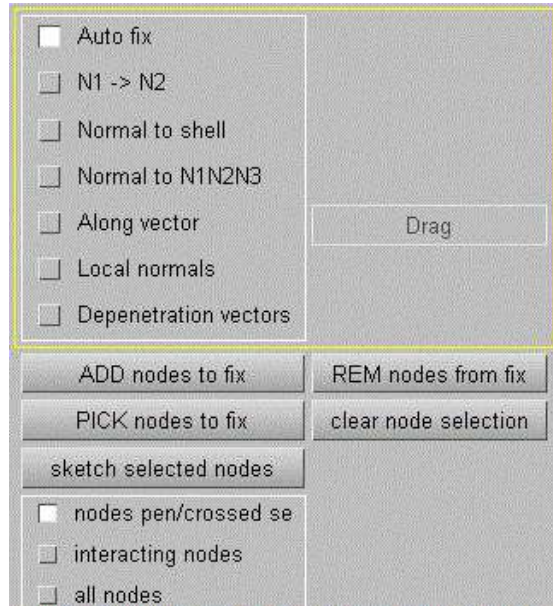 Auto fix
N1 -> N2
Normal to shell
Normal to N1N2N3
Along vector
Drag
Local normals
Depenetration vectors
ADD nodes to fix
REM nodes from fix
PICK nodes to fix
clear node selection
sketch selected nodes
nodes pen/crossed se
interacting nodes
all nodes